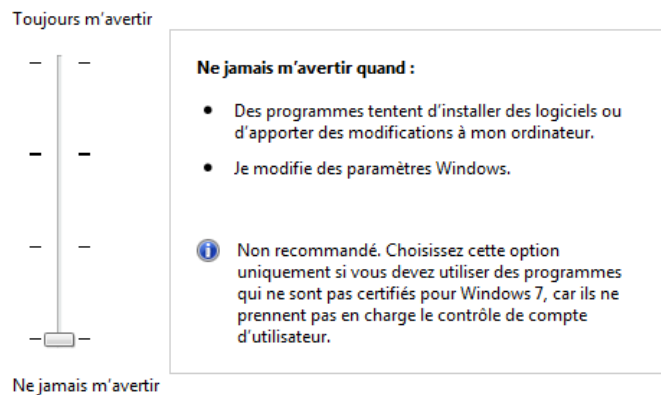 Toujours m’avertir
Ne jamais m’avertir quand :
Des programmes tentent d’installer des logiciels ou
d’apporter des modifications à mon ordinateur.
Je modifie des paramètres Windows.
Non recommandé. Choisissez cette option
uniquement si vous devez utiliser des programmes
qui ne sont pas certifiés pour Windows 7, car ils ne
prennent pas en charge le contrôle de compte
d’utilisateur.
Ne jamais m’avertir